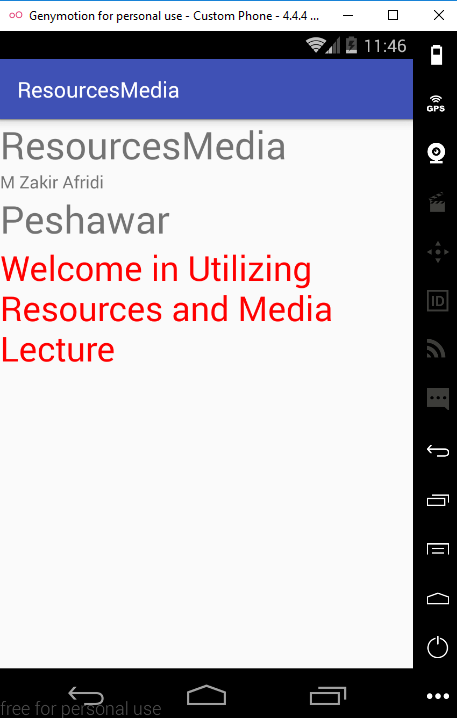 Genymotion for personal use - Custom Phone - 4.4.4 ...
11:46
GPS
ResourcesMedia
ResourcesMedia
M Zakir Afridi
Peshawar
Welcome in Utilizing
Resources and Media
Lecture
ID
free for personal use